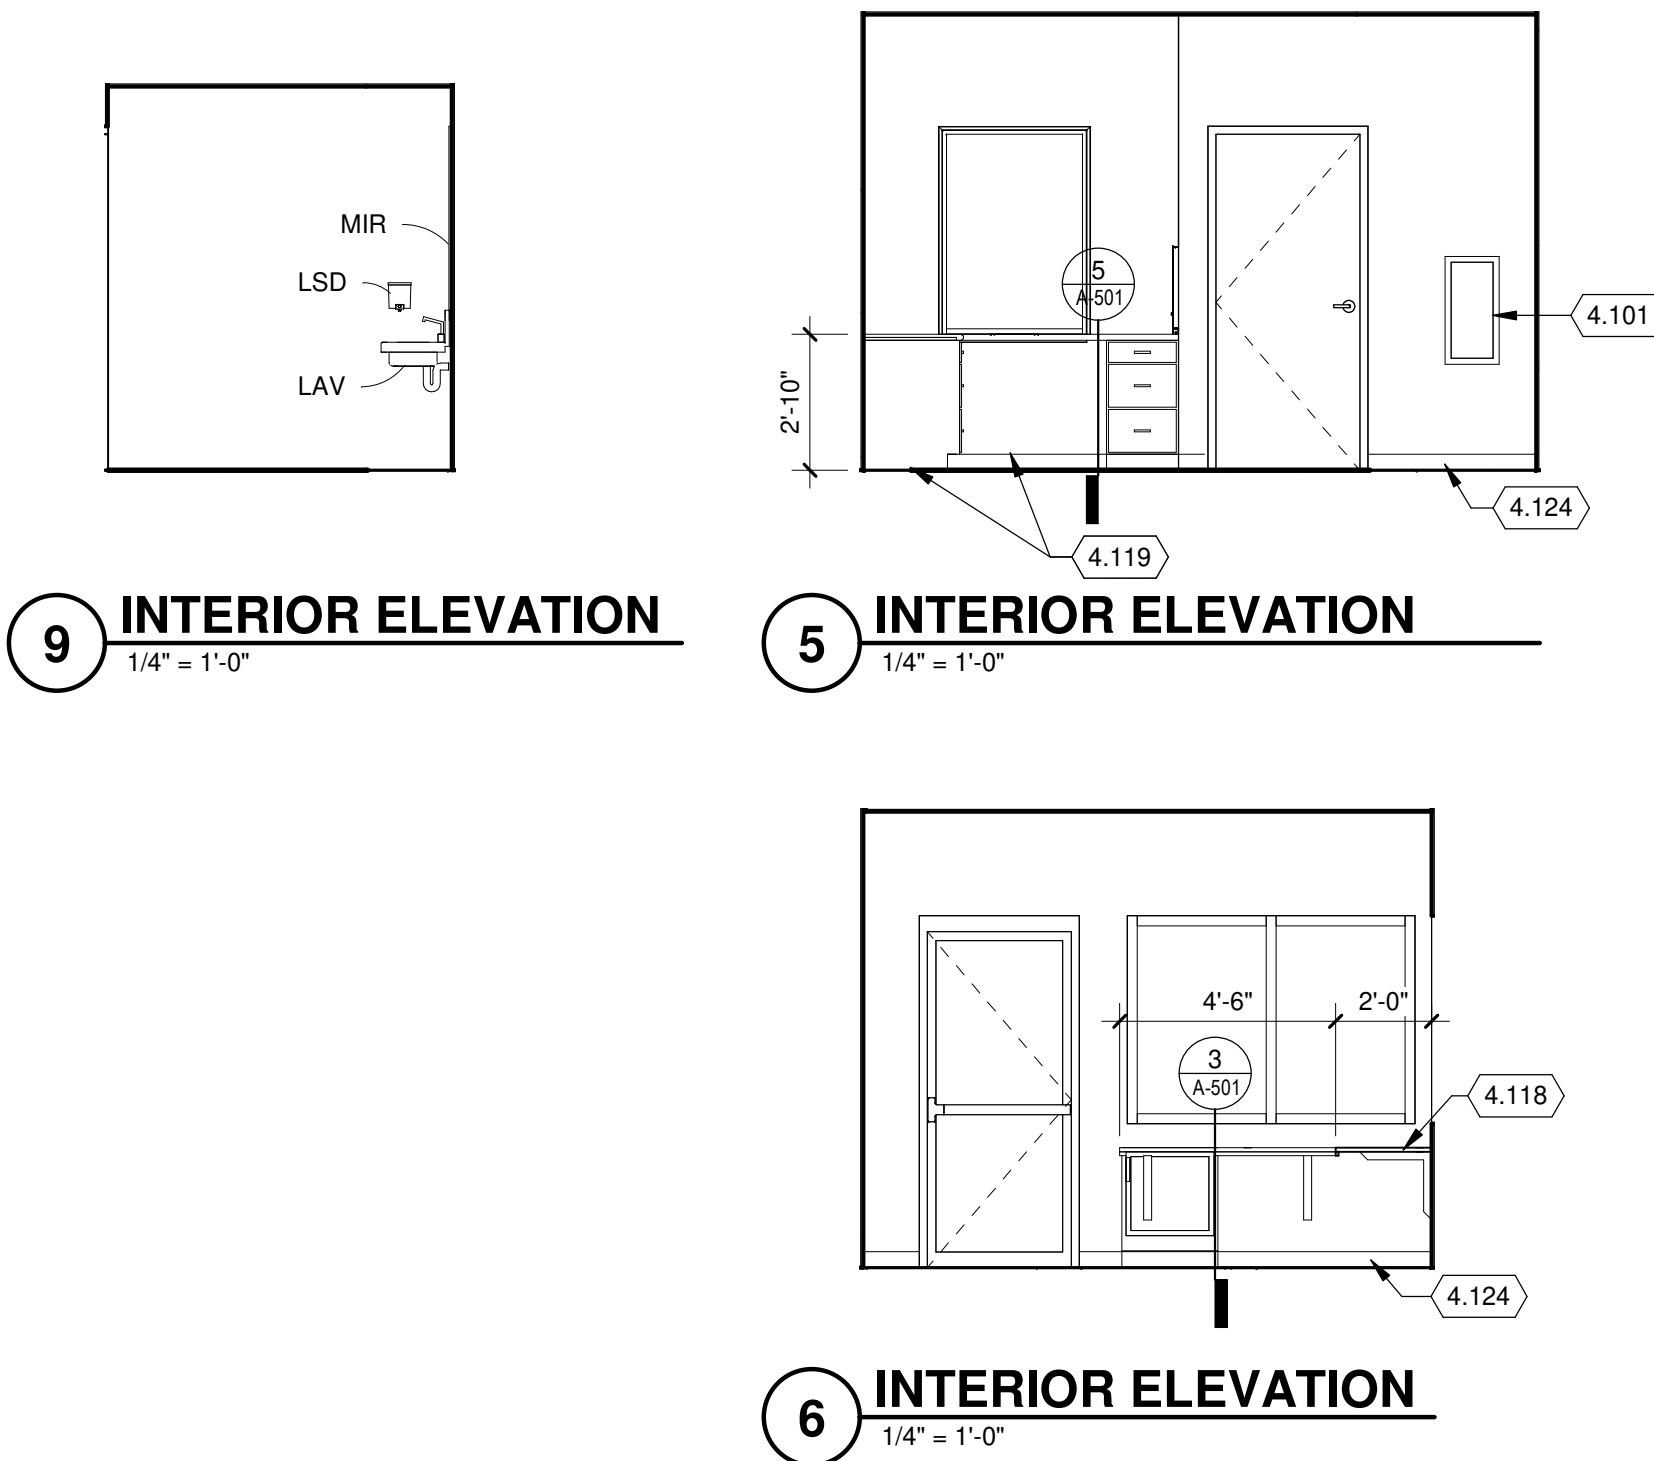 MIR
LSD
LAV
9
INTERIOR ELEVATION
1/4" = 1'-0"
5
A-501
2'-10"
4.101
4.124
4.119
5
INTERIOR ELEVATION
1/4" = 1'-0"
4'-6"
2'-0"
3
A-501
4.118
4.124
6
INTERIOR ELEVATION
1/4" = 1'-0"